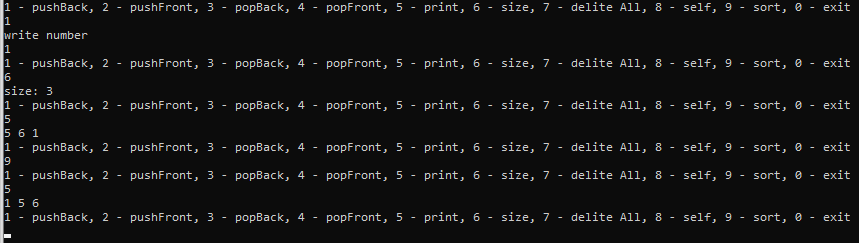 1 - pushBack, 2 - pushFront, 3 - popBack, 4 - popFront, 5 - print, 6 - size, 7 - delite All, 8 - self, 9 - sort, 0 - exit
1
write number
1
1 - pushBack, 2 - pushFront, 3 - popBack, 4 - popFront, 5 - print, 6 - size, 7 - delite All, 8 - self, 9 - sort, 0 - exit
6
size: 3
1 - pushBack, 2 - pushFront, 3 - popBack, 4 - popFront, 5 - print, 6 - size, 7 - delite All, 8 - self, 9 - sort, 0 - exit
5
5 6 1
1 - pushBack, 2 - pushFront, 3 - popBack, 4 - popFront, 5 - print, 6 - size, 7 - delite All, 8 - self, 9 - sort, 0 - exit
9
1 - pushBack, 2 - pushFront, 3 - popBack, 4 - popFront, 5 - print, 6 - size, 7 - delite All, 8 - self, 9 - sort, 0 - exit
5
1 5 6
1 - pushBack, 2 - pushFront, 3 - popBack, 4 - popFront, 5 - print, 6 - size, 7 - delite All, 8 - self, 9 - sort, 0 - exit